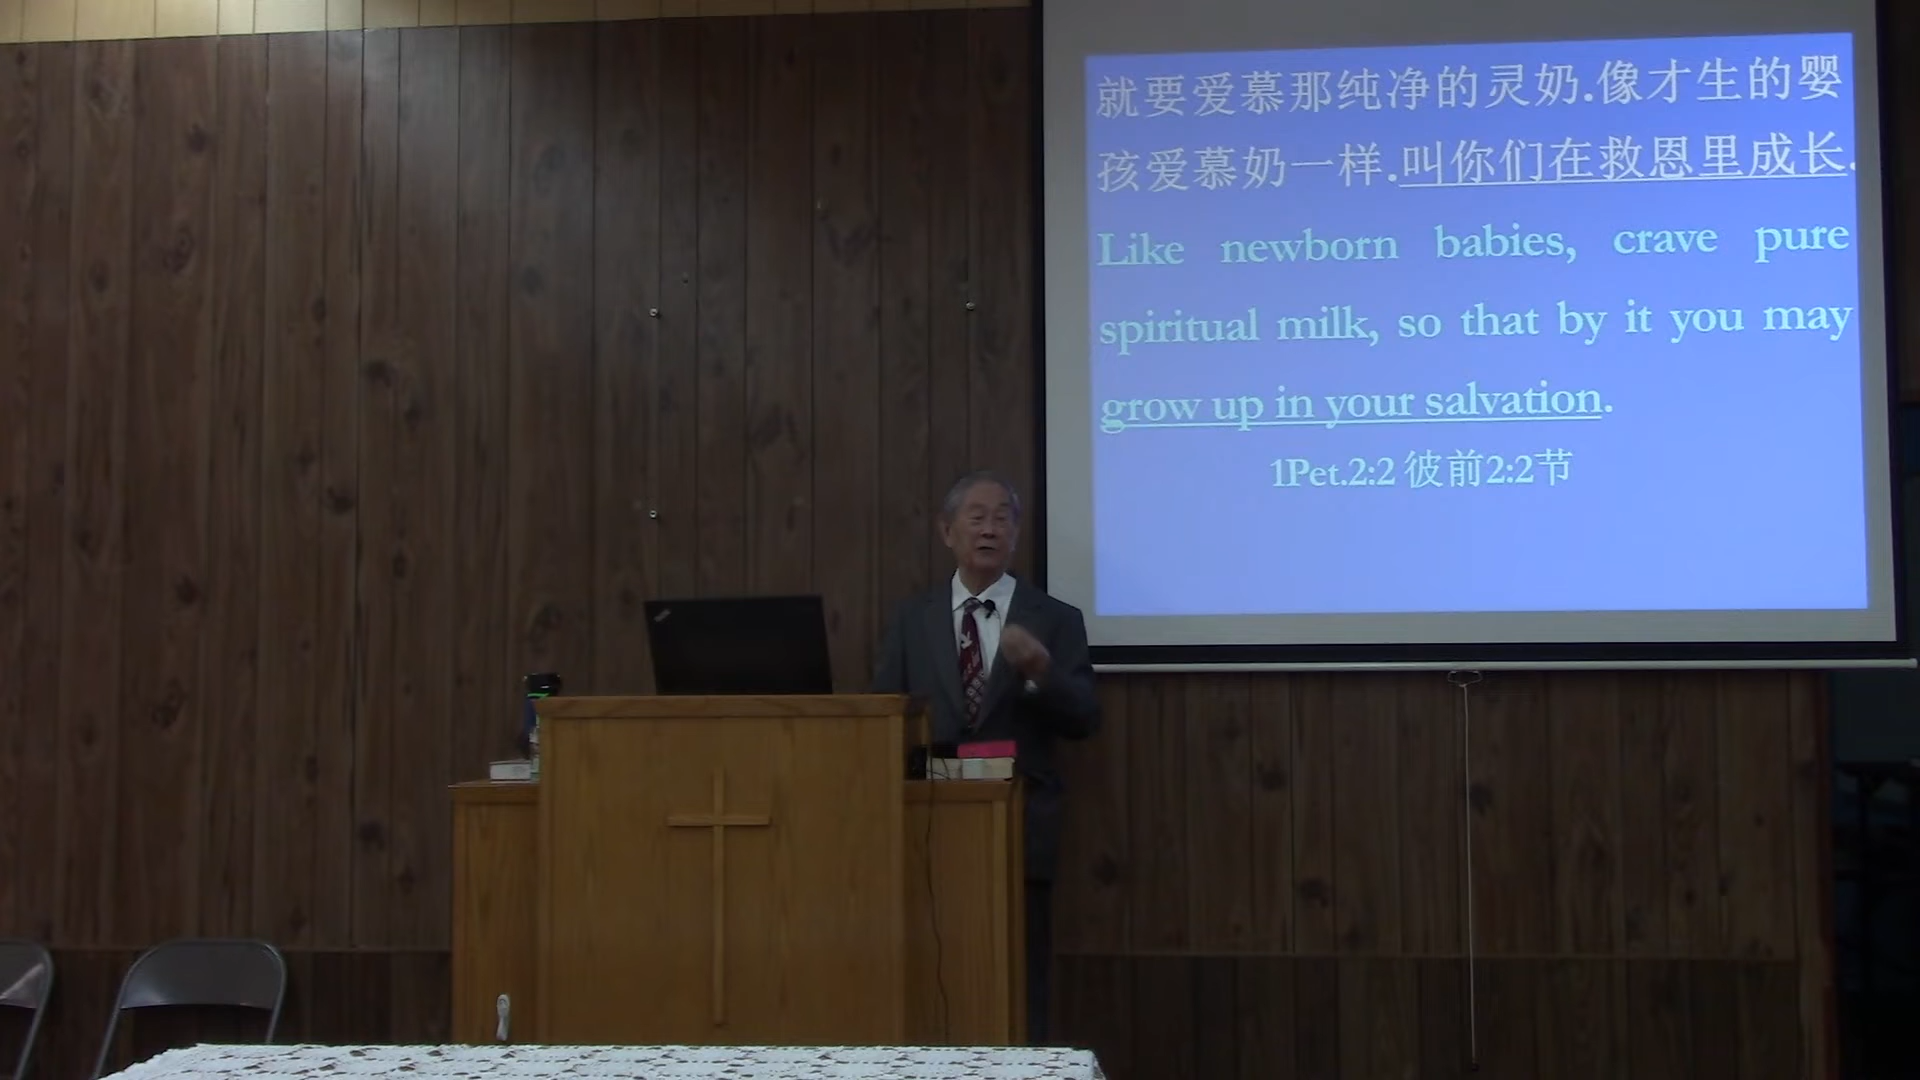 就要爱慕那纯净的灵奶.像才生的婴
孩爱慕奶一样.叫你们在救恩里成长.
Like newborn babies, crave pure
spiritual milk, so that by it you may
grow up in your salvation.
1Pet.2:2 彼前2:2节